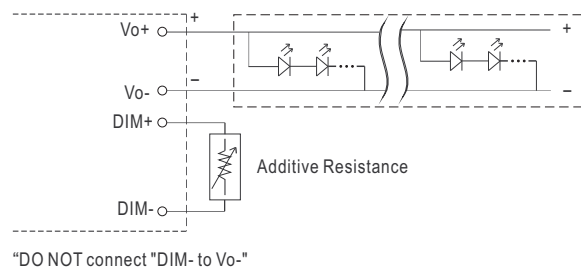 Vo+
+
+
Vo-
–
–
DIM+
Additive Resistance
DIM-
“DO NOT connect "DIM- to Vo-"